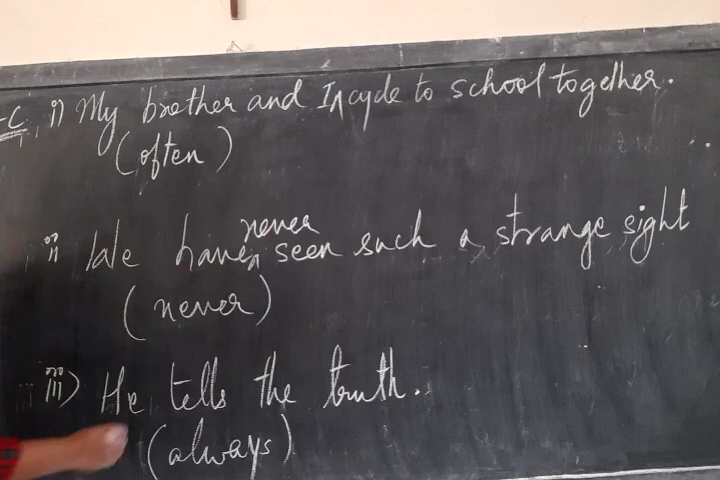 -C i) My brother and I ^ cycle to school together.
(often)
never
ii We have ^ seen such a strange sight
(never)
iii) He tells the truth.
(always)